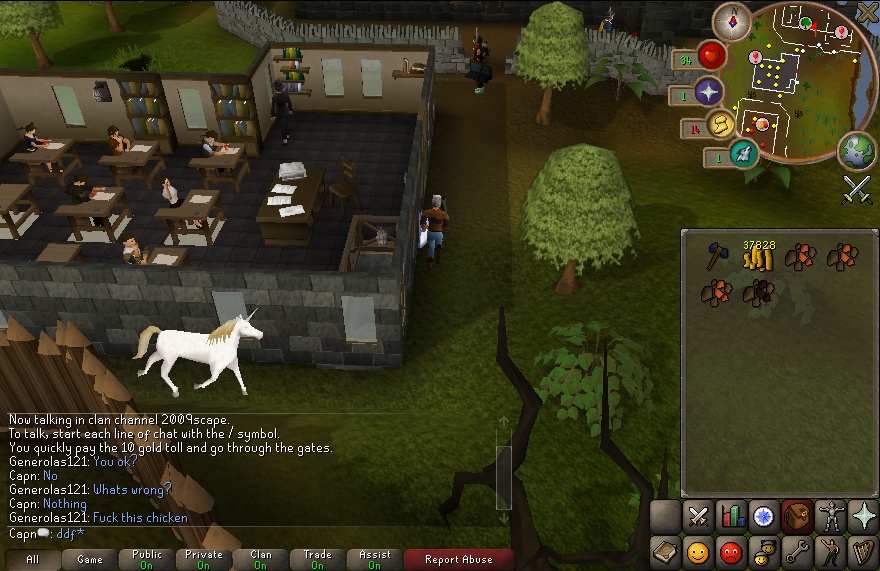 N
94
1
14
1
37828
Now talking in clan channel 2009scape.
To talk, start each line of chat with the / symbol.
You quickly pay the 10 gold toll and go through the gates.
Generolas121: You ok?
Capn: No
Generolas121: Whats wrong?
Capn: Nothing
Generolas121: Fuck this chicken
Capn: ddf*
All Game Public On Private On Clan On Trade On Assist On Report Abuse